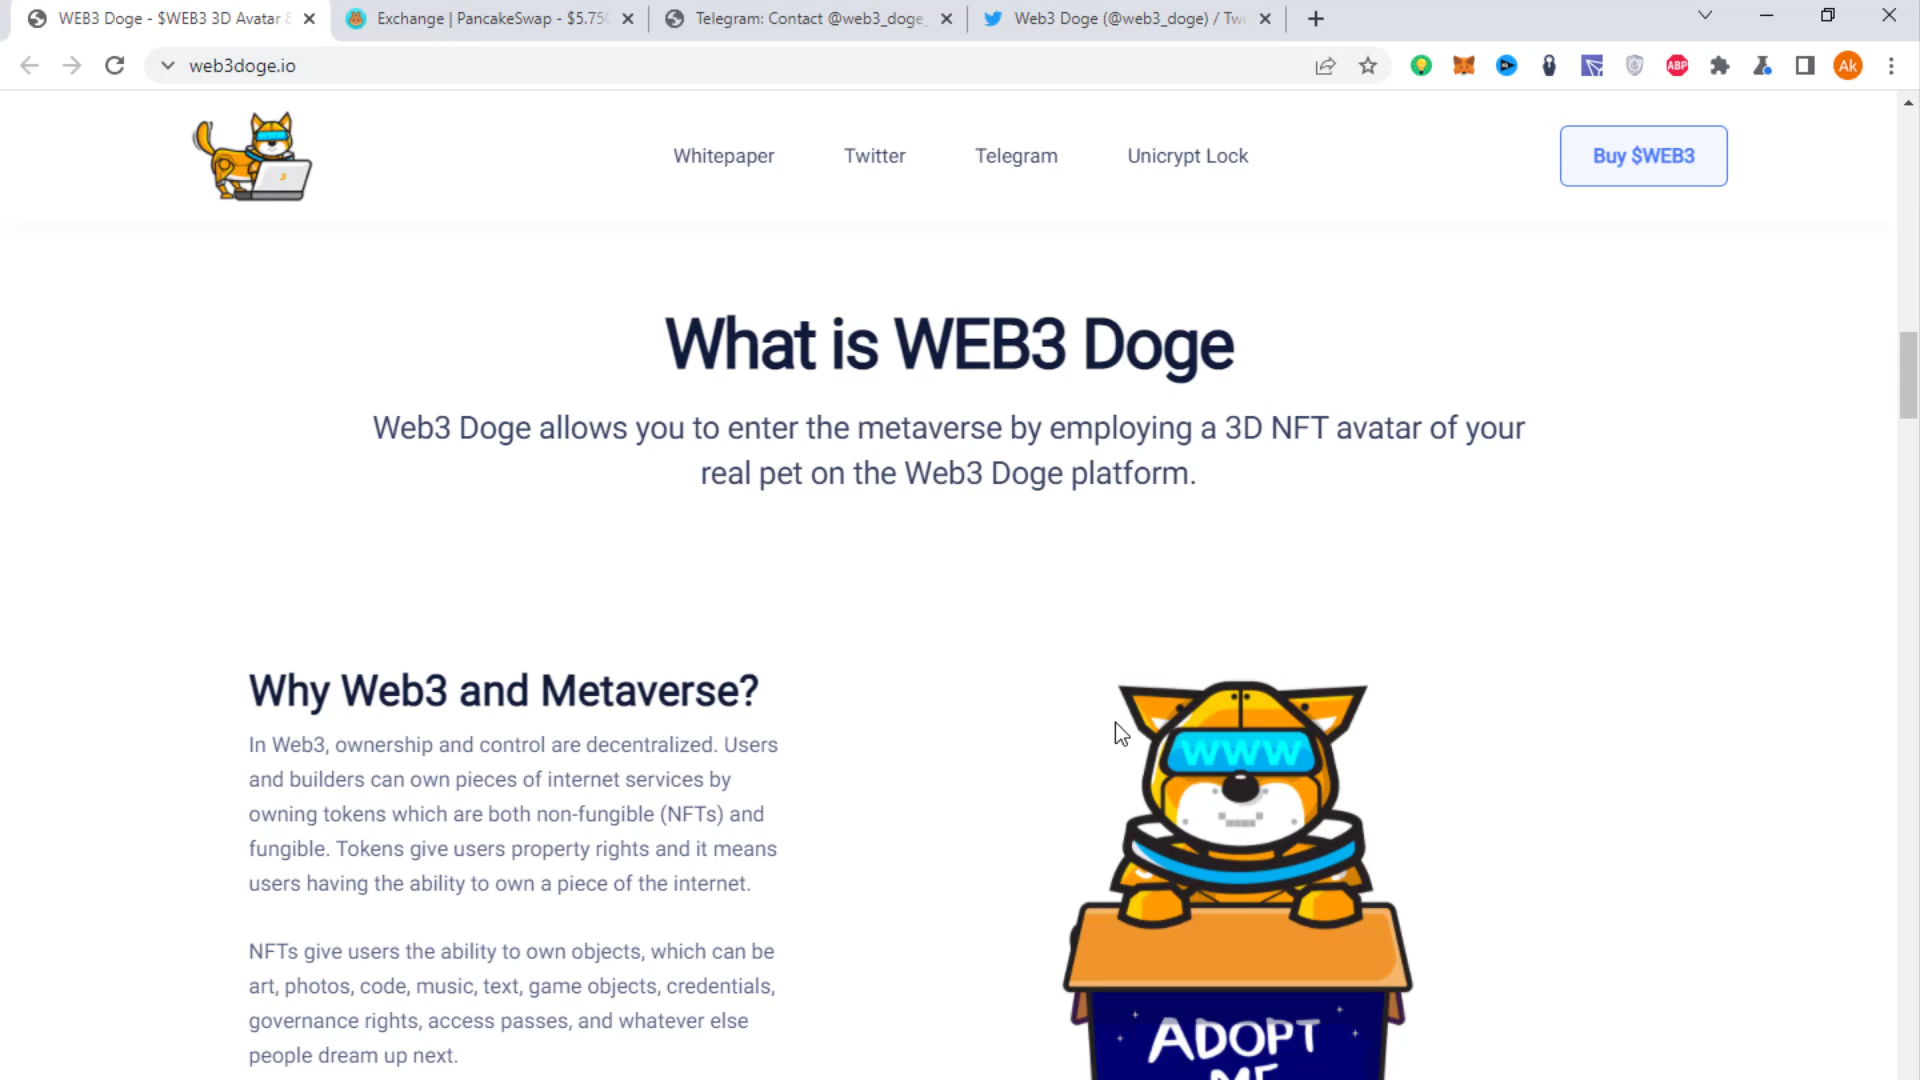 WEB3 Doge - $WEB3 3D Avatar &
Exchange | PancakeSwap - $5.750
Telegram: Contact @web3_doge_
Web3 Doge (@web3_doge) / Twi
web3doge.io
ABP
Ak
3
Whitepaper
Twitter
Telegram
Unicrypt Lock
Buy $WEB3
What is WEB3 Doge
Web3 Doge allows you to enter the metaverse by employing a 3D NFT avatar of your
real pet on the Web3 Doge platform.
Why Web3 and Metaverse?
In Web3, ownership and control are decentralized. Users
and builders can own pieces of internet services by
owning tokens which are both non-fungible (NFTs) and
fungible. Tokens give users property rights and it means
users having the ability to own a piece of the internet.
NFTs give users the ability to own objects, which can be
art, photos, code, music, text, game objects, credentials,
governance rights, access passes, and whatever else
people dream up next.
WWW
ADOPT
ME